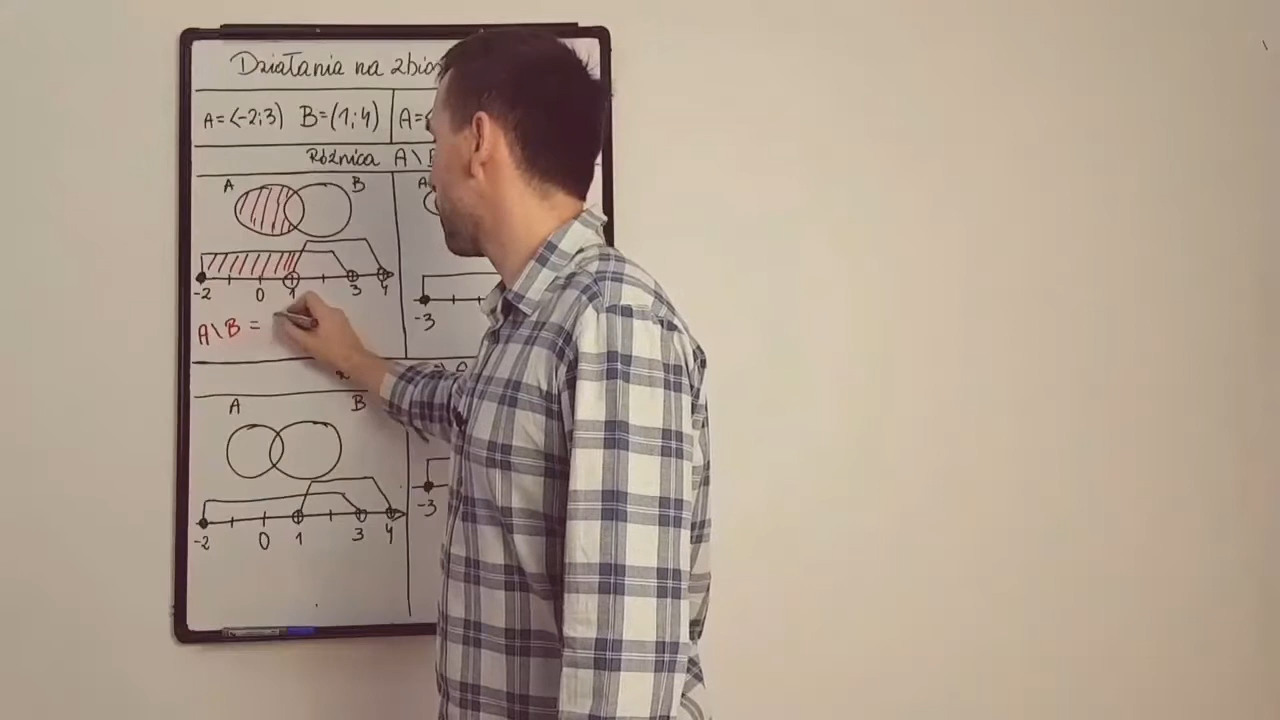 Działania na zbio
A=⟨-2;3) B=(1;4) A=⟨
Różnica A\B
A B A
-2 0 1 3 4
-3
A\B =
A B
-2 0 1 3 4
-3